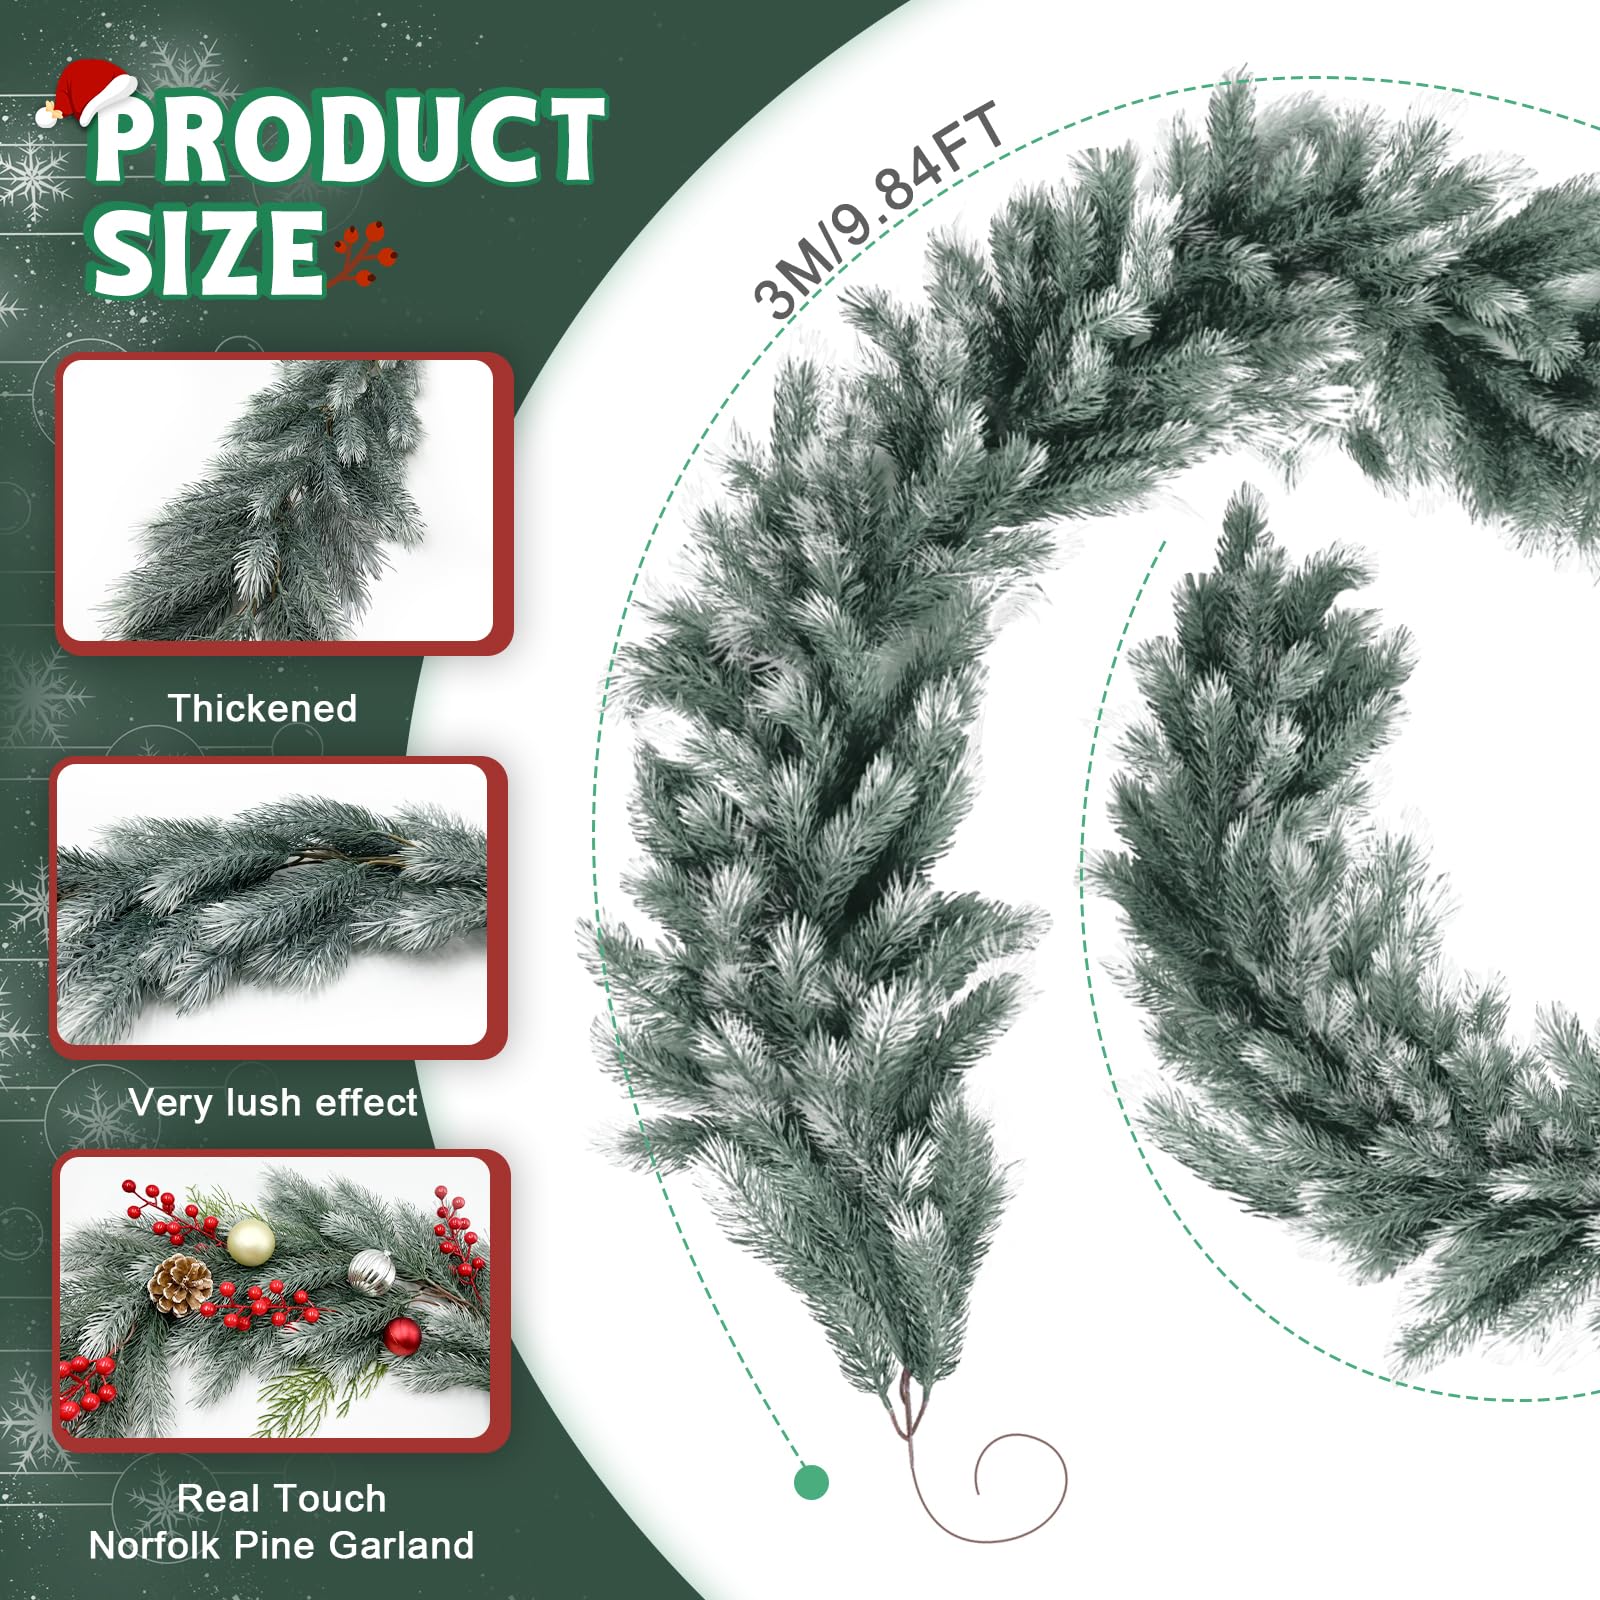 PRODUCT
SIZE
3M/9.84FT
Thickened
Very lush effect
Real Touch
Norfolk Pine Garland